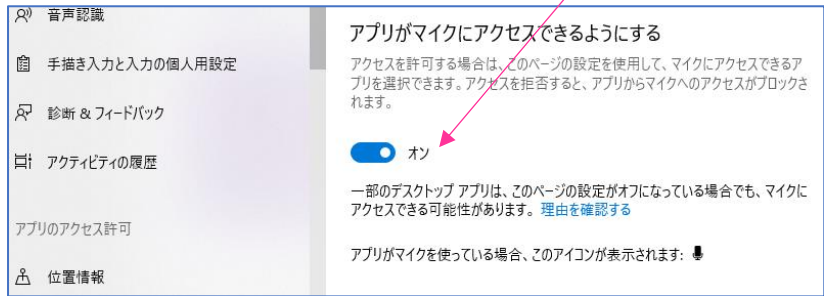 音声認識
手描き入力と入力の個人用設定
診断 & フィードバック
アクティビティの履歴
アプリのアクセス許可
位置情報
アプリがマイクにアクセスできるようにする
アクセスを許可する場合は、このページの設定を使用して、マイクにアクセスできるア
プリを選択できます。アクセスを拒否すると、アプリからマイクへのアクセスがブロックさ
れます。
オン
一部のデスクトップ アプリは、このページの設定がオフになっている場合でも、マイクに
アクセスできる可能性があります。理由を確認する
アプリがマイクを使っている場合、このアイコンが表示されます: